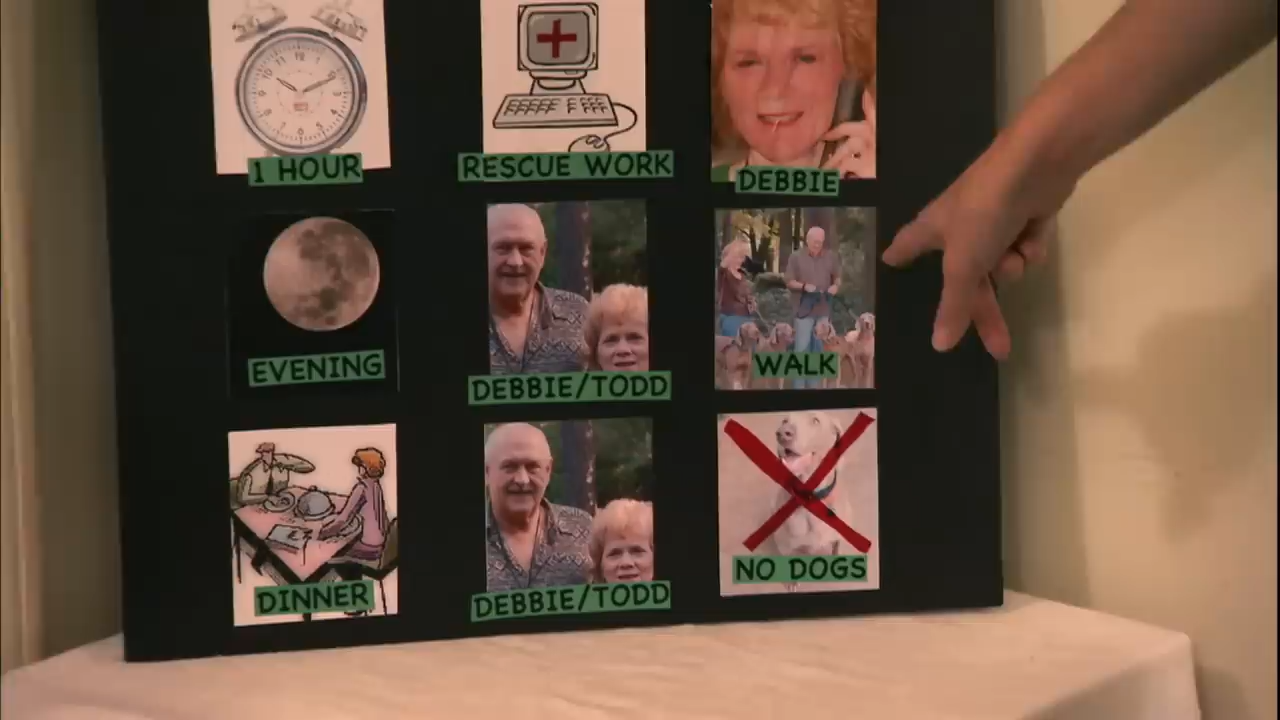 1 HOUR
RESCUE WORK
DEBBIE
EVENING
DEBBIE/TODD
WALK
DINNER
DEBBIE/TODD
NO DOGS